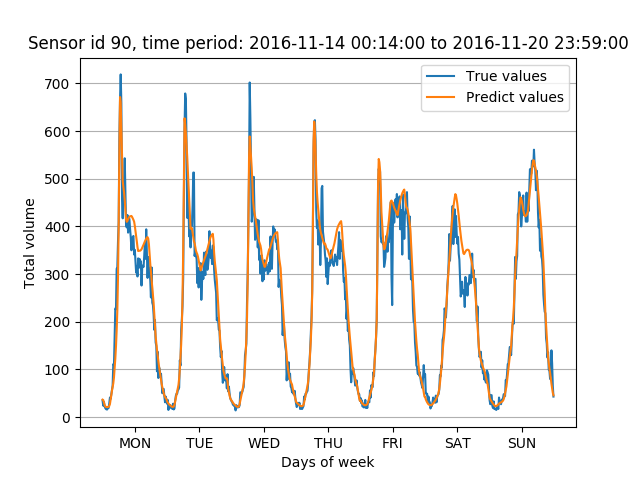 Sensor id 90, time period: 2016-11-14 00:14:00 to 2016-11-20 23:59:00
True values
Predict values
Total volume
700
600
500
400
300
200
100
0
MON TUE WED THU FRI SAT SUN
Days of week